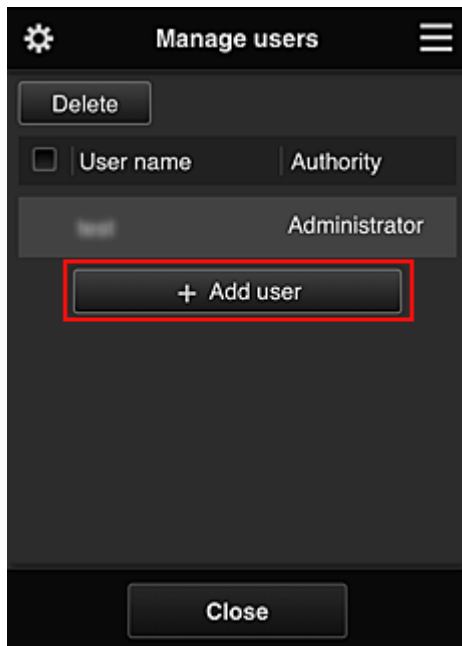 Manage users
Delete
User name Authority
Administrator
+ Add user
Close